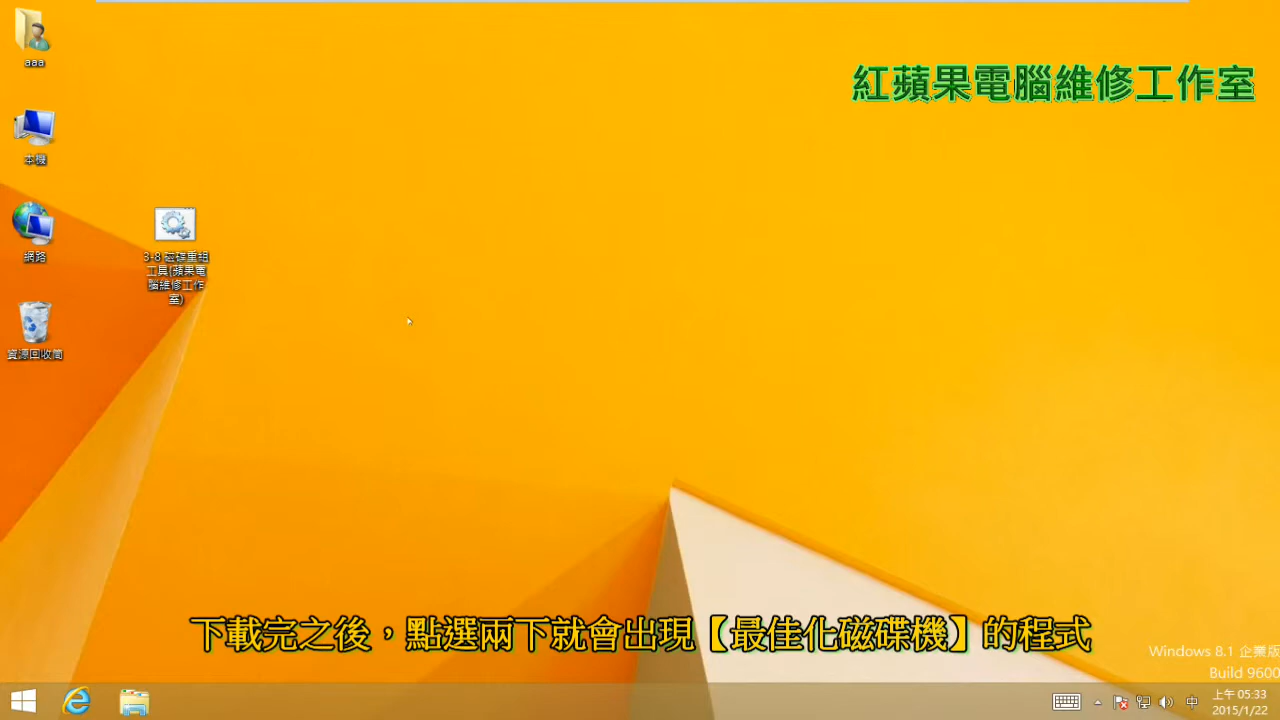 aaa
紅蘋果電腦維修工作室
本機
網路
3-8 磁碟重組
工具(蘋果電
腦維修工作
室)
資源回收筒
下載完之後，點選兩下就會出現【最佳化磁碟機】的程式
Windows 8.1 企業版
Build 9600
中
上午 05:33
2015/1/22